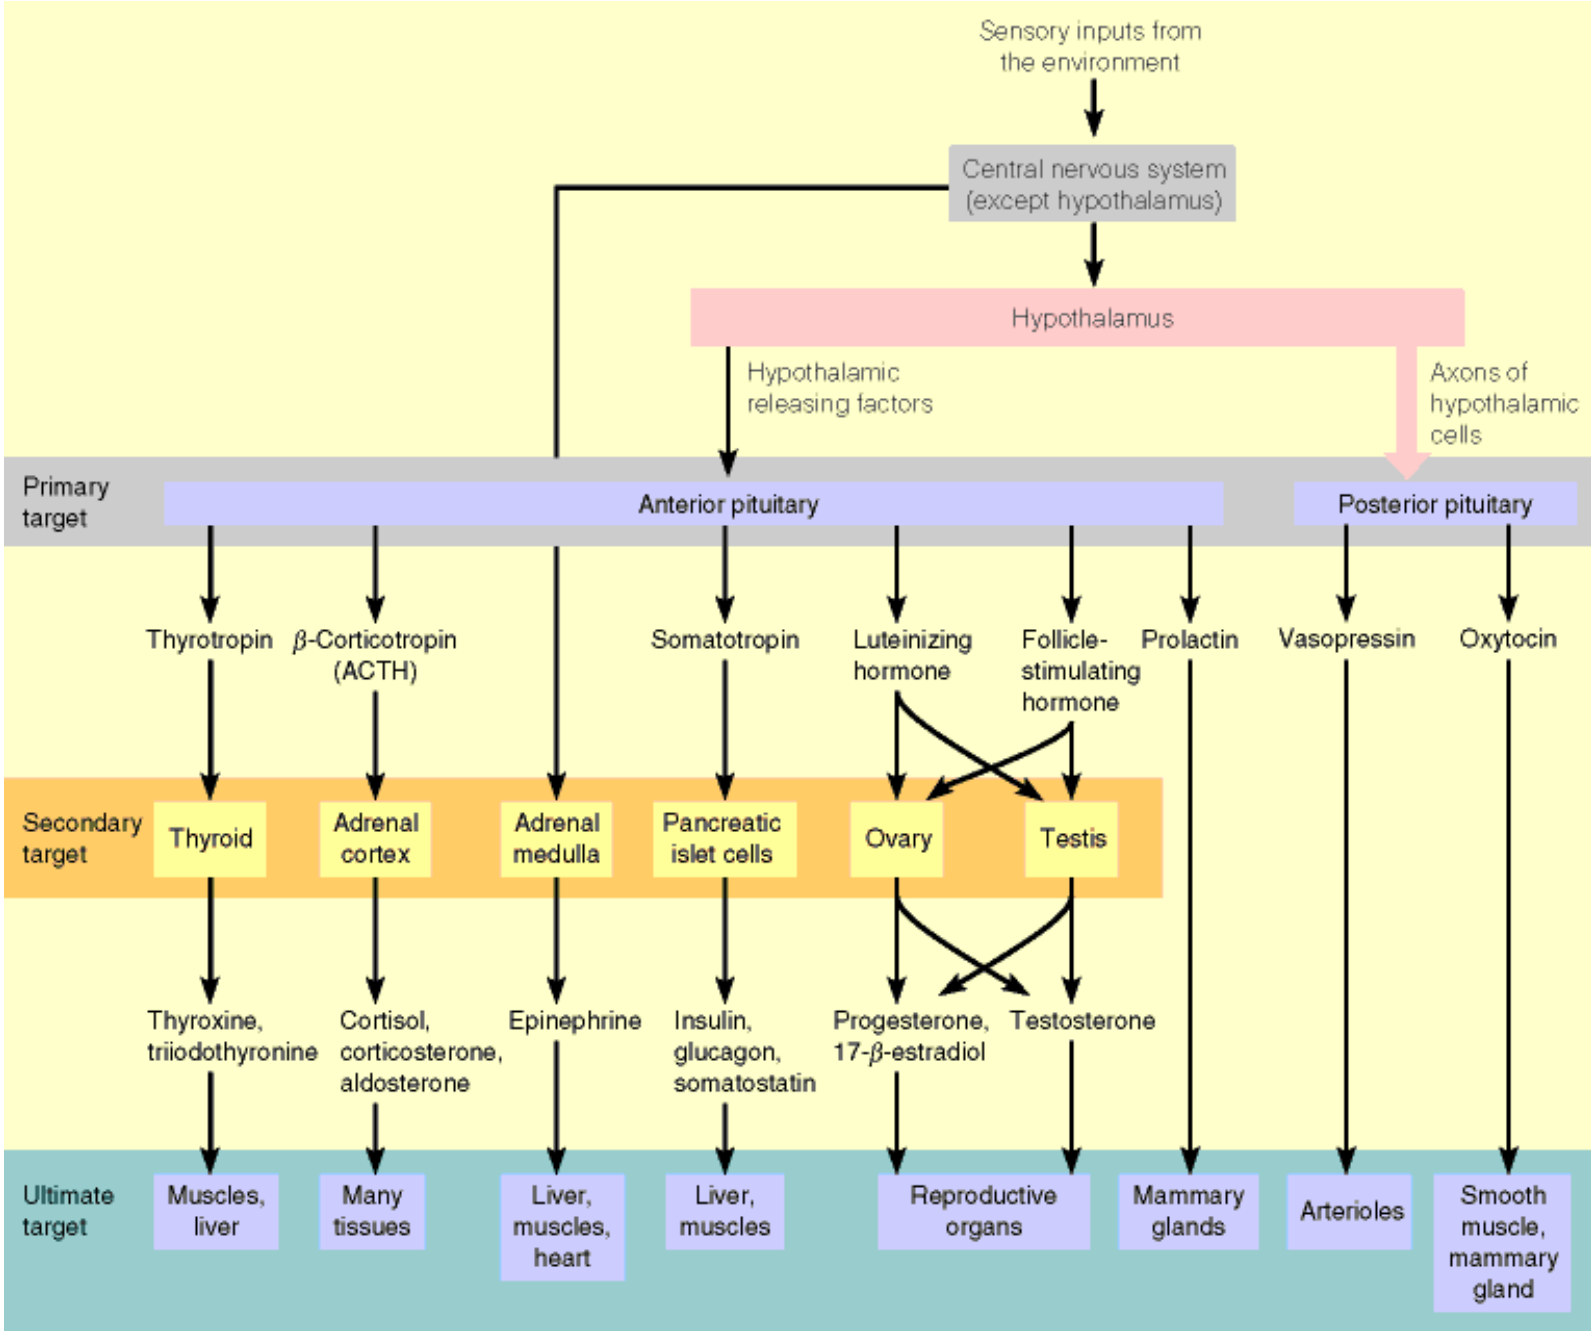 Sensory inputs from
the environment
Central nervous system
(except hypothalamus)
Hypothalamus
Hypothalamic
releasing factors
Axons of
hypothalamic
cells
Primary
target
Anterior pituitary
Posterior pituitary
Thyrotropin
β-Corticotropin
(ACTH)
Somatotropin
Luteinizing
hormone
Follicle-
stimulating
hormone
Prolactin
Vasopressin
Oxytocin
Secondary
target
Thyroid
Adrenal
cortex
Adrenal
medulla
Pancreatic
islet cells
Ovary
Testis
Thyroxine,
triiodothyronine
Cortisol,
corticosterone,
aldosterone
Epinephrine
Insulin,
glucagon,
somatostatin
Progesterone,
17-β-estradiol
Testosterone
Ultimate
target
Muscles,
liver
Many
tissues
Liver,
muscles,
heart
Liver,
muscles
Reproductive
organs
Mammary
glands
Arterioles
Smooth
muscle,
mammary
gland